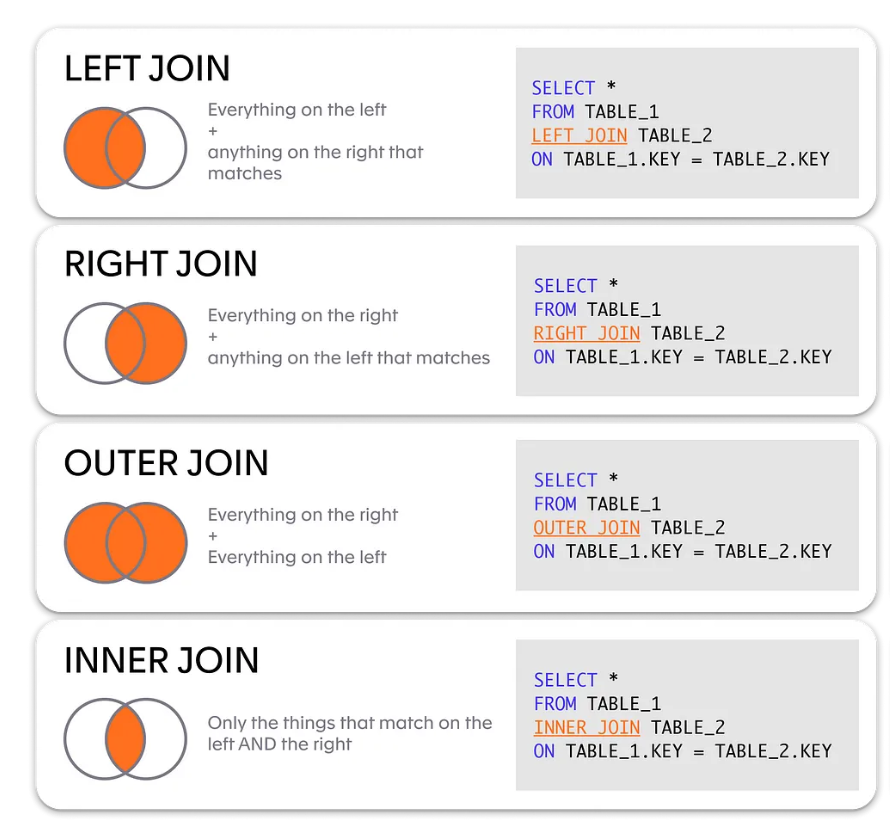 LEFT JOIN
Everything on the left
+
anything on the right that
matches
SELECT *
FROM TABLE_1
LEFT JOIN TABLE_2
ON TABLE_1.KEY = TABLE_2.KEY
RIGHT JOIN
Everything on the right
+
anything on the left that matches
SELECT *
FROM TABLE_1
RIGHT JOIN TABLE_2
ON TABLE_1.KEY = TABLE_2.KEY
OUTER JOIN
Everything on the right
+
Everything on the left
SELECT *
FROM TABLE_1
OUTER JOIN TABLE_2
ON TABLE_1.KEY = TABLE_2.KEY
INNER JOIN
Only the things that match on the
left AND the right
SELECT *
FROM TABLE_1
INNER JOIN TABLE_2
ON TABLE_1.KEY = TABLE_2.KEY